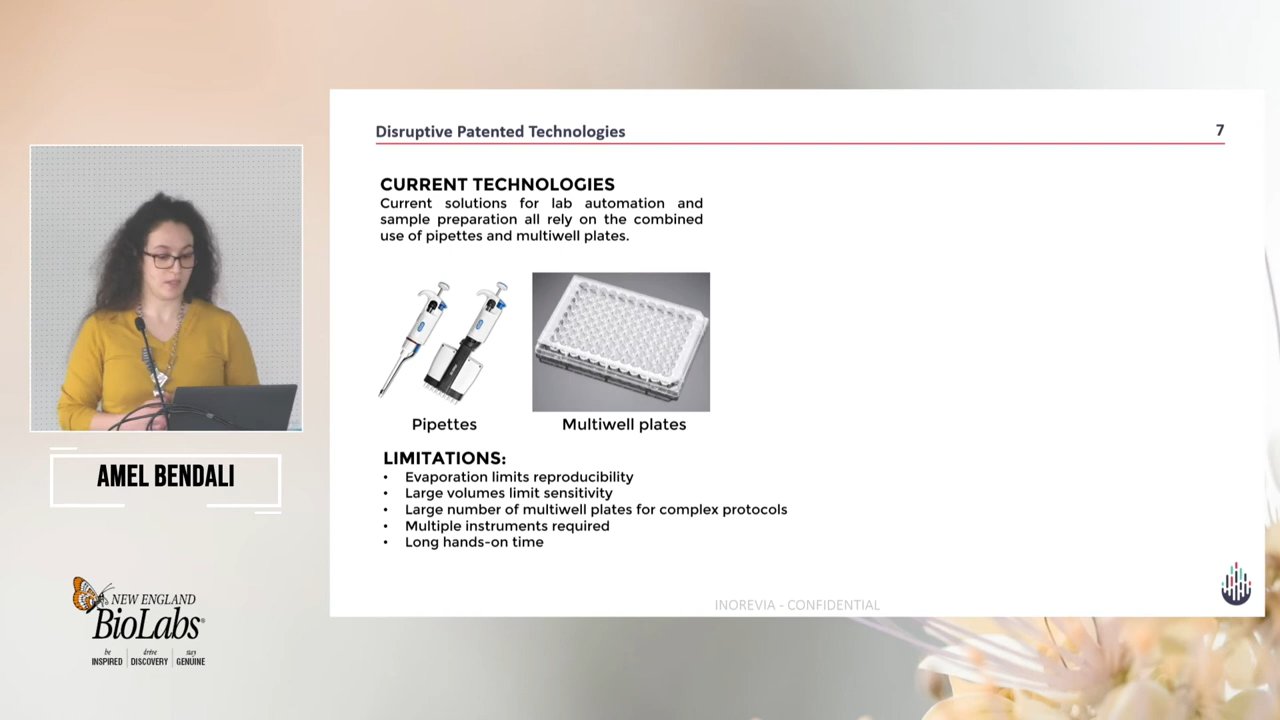 Disruptive Patented Technologies
7
CURRENT TECHNOLOGIES
Current solutions for lab automation and
sample preparation all rely on the combined
use of pipettes and multiwell plates.
Pipettes
Multiwell plates
LIMITATIONS:
• Evaporation limits reproducibility
• Large volumes limit sensitivity
• Large number of multiwell plates for complex protocols
• Multiple instruments required
• Long hands-on time
INOREVIA - CONFIDENTIAL
AMEL BENDALI
NEW ENGLAND
BioLabs®
be INSPIRED
drive DISCOVERY
stay GENUINE